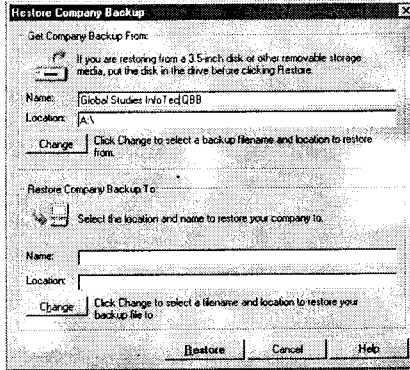 Restore Company Backup
Get Company Backup From:
If you are restoring from a 3.5-inch disk or other removable storage
media, put the disk in the drive before clicking Restore.
Name:
Global Studies InfoTec.QBB
Location:
A:\
Change
Click Change to select a backup filename and location to restore
from.
Restore Company Backup To
Select the location and name to restore your company to.
Name:
Location:
Change
Click Change to select a filename and location to restore your
backup file to
Restore Cancel Help